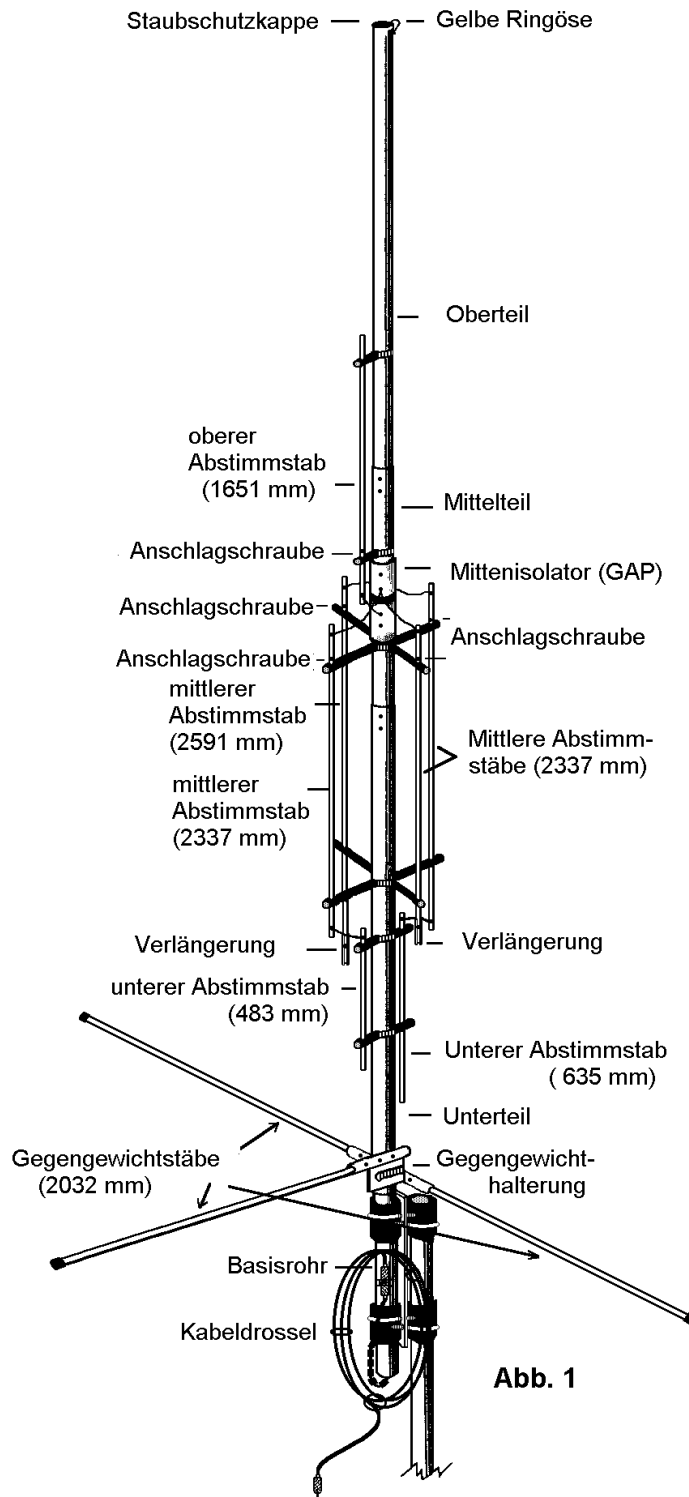 Staubschutzkappe
Gelbe Ringöse
Oberteil
oberer
Abstimmstab
(1651 mm)
Mittelteil
Anschlagschraube
Mittenisolator (GAP)
Anschlagschraube
Anschlagschraube
Anschlagschraube
mittlerer
Abstimmstab
(2591 mm)
Mittlere Abstimm-
stäbe (2337 mm)
mittlerer
Abstimmstab
(2337 mm)
Verlängerung
Verlängerung
unterer Abstimmstab
(483 mm)
Unterer Abstimmstab
( 635 mm)
Unterteil
Gegengewichtstäbe
(2032 mm)
Gegengewicht-
halterung
Basisrohr
Kabeldrossel
Abb. 1